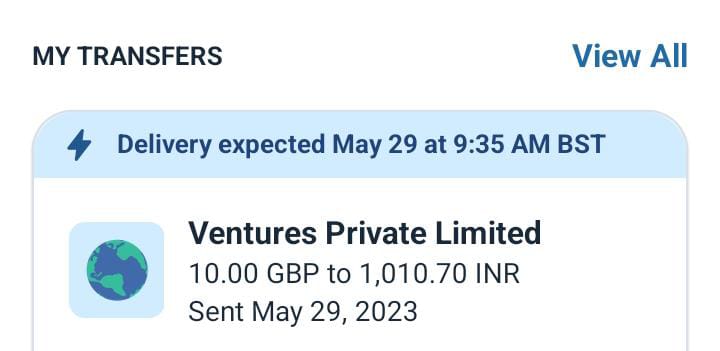 MY TRANSFERS
View All
Delivery expected May 29 at 9:35 AM BST
Ventures Private Limited
10.00 GBP to 1,010.70 INR
Sent May 29, 2023